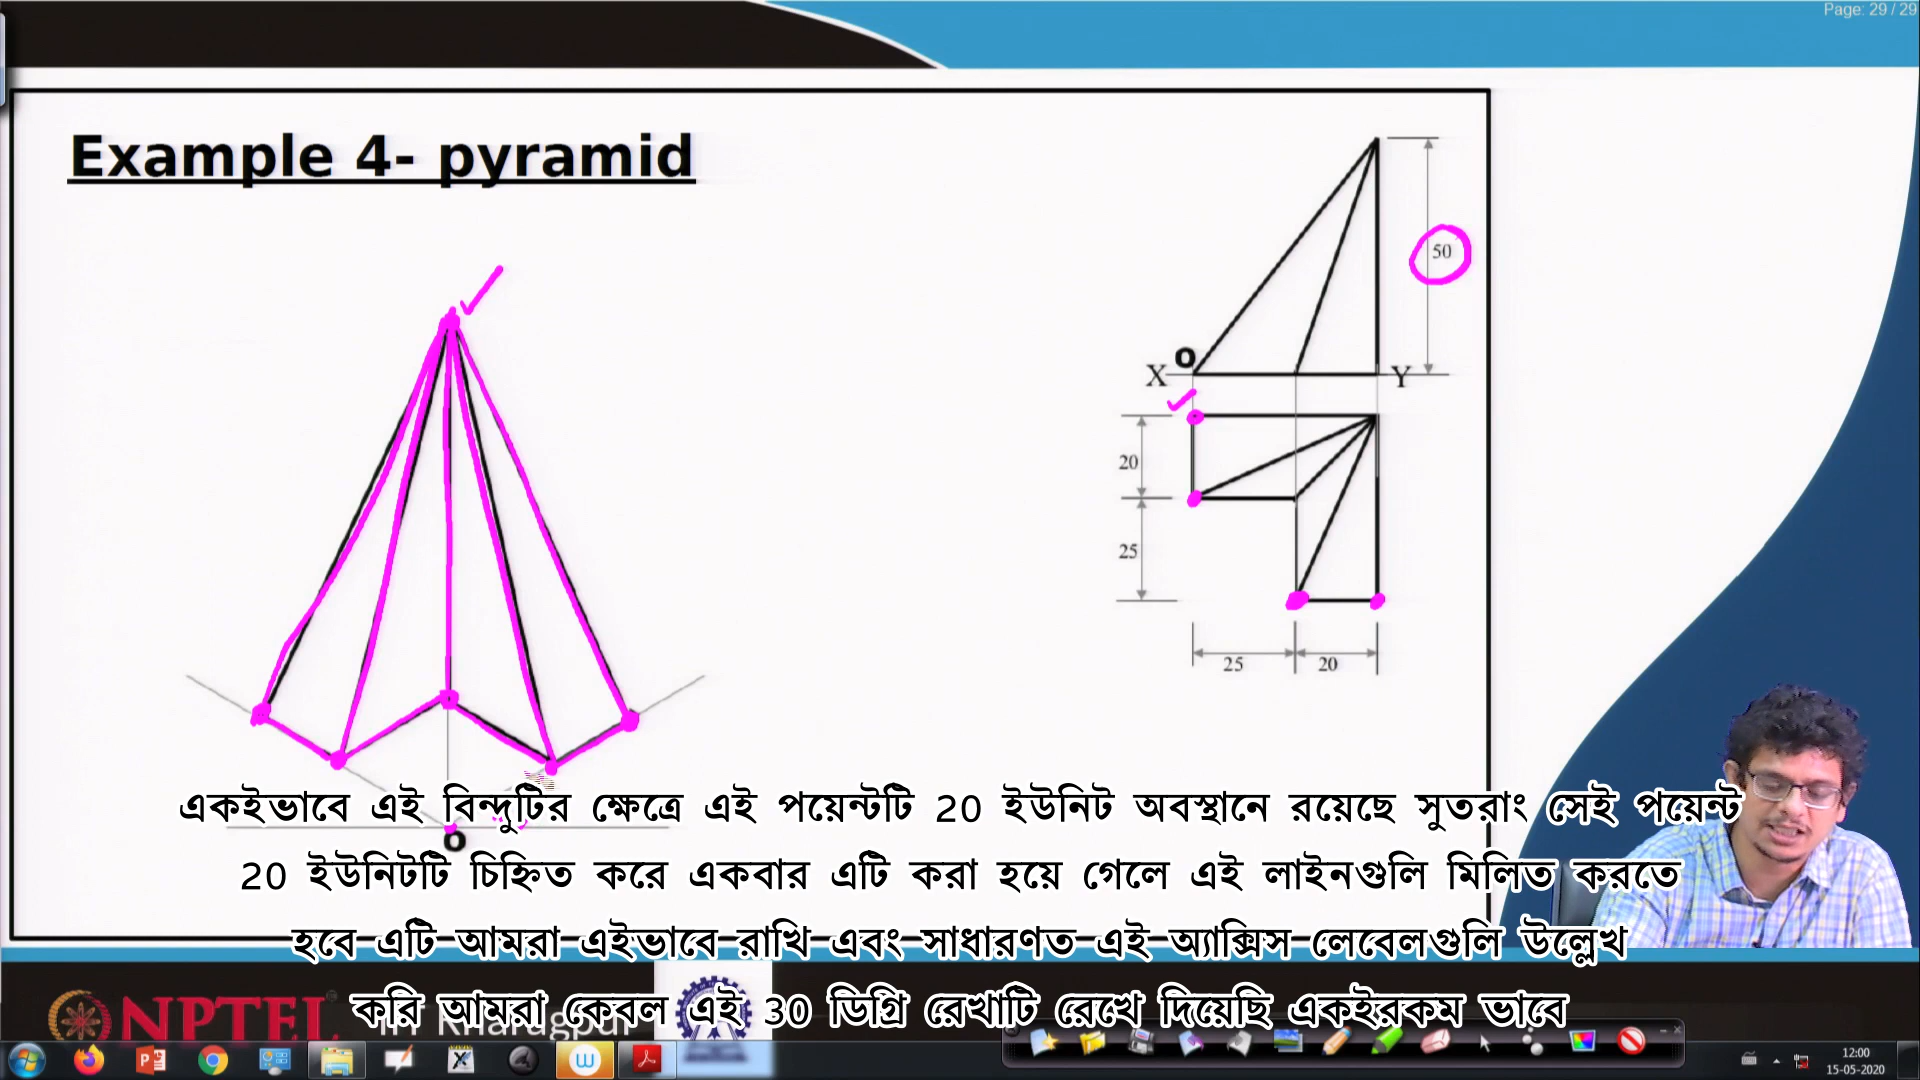 Page: 29 / 29
Example 4- pyramid
50
O
X
Y
20
25
25
20
O
একইভাবে এই বিন্দুটির ক্ষেত্রে এই পয়েন্টটি 20 ইউনিট অবস্থানে রয়েছে সুতরাং সেই পয়েন্ট
20 ইউনিটটি চিহ্নিত করে একবার এটি করা হয়ে গেলে এই লাইনগুলি মিলিত করতে
হবে এটি আমরা এইভাবে রাখি এবং সাধারণত এই অ্যাক্সিস লেবেলগুলি উল্লেখ
করি আমরা কেবল এই 30 ডিগ্রি রেখাটি রেখে দিয়েছি একইরকম ভাবে
NPTEL
IIT Kharagpur
12:00
15-05-2020